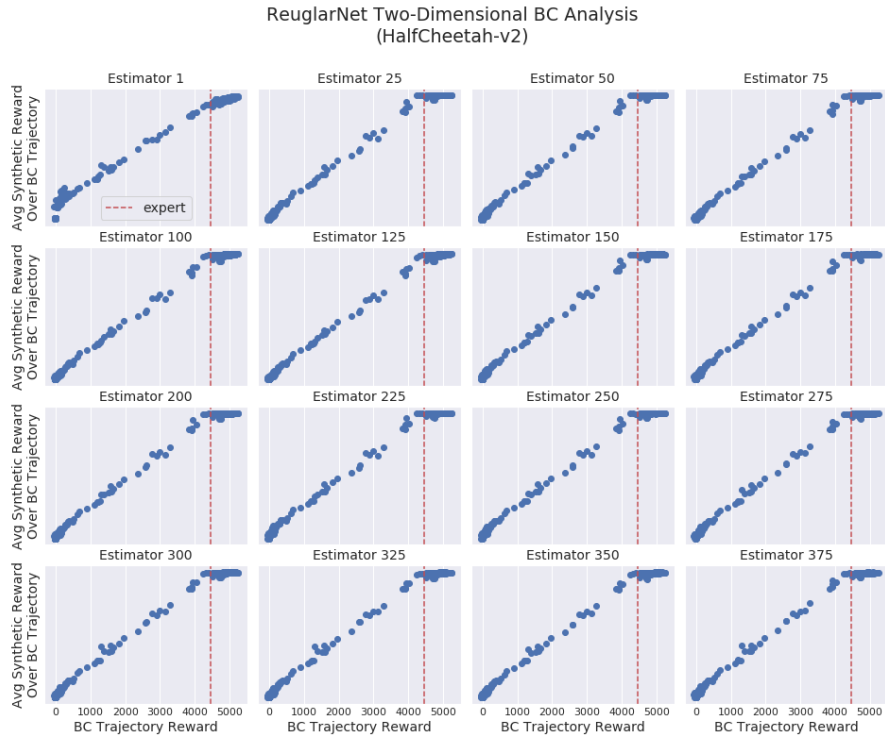 ReuglarNet Two-Dimensional BC Analysis
(HalfCheetah-v2)
Estimator 1
Estimator 25
Estimator 50
Estimator 75
Avg Synthetic Reward
Over BC Trajectory
expert
Estimator 100
Estimator 125
Estimator 150
Estimator 175
Avg Synthetic Reward
Over BC Trajectory
Estimator 200
Estimator 225
Estimator 250
Estimator 275
Avg Synthetic Reward
Over BC Trajectory
Estimator 300
Estimator 325
Estimator 350
Estimator 375
Avg Synthetic Reward
Over BC Trajectory
0 1000 2000 3000 4000 5000
0 1000 2000 3000 4000 5000
0 1000 2000 3000 4000 5000
0 1000 2000 3000 4000 5000
BC Trajectory Reward
BC Trajectory Reward
BC Trajectory Reward
BC Trajectory Reward